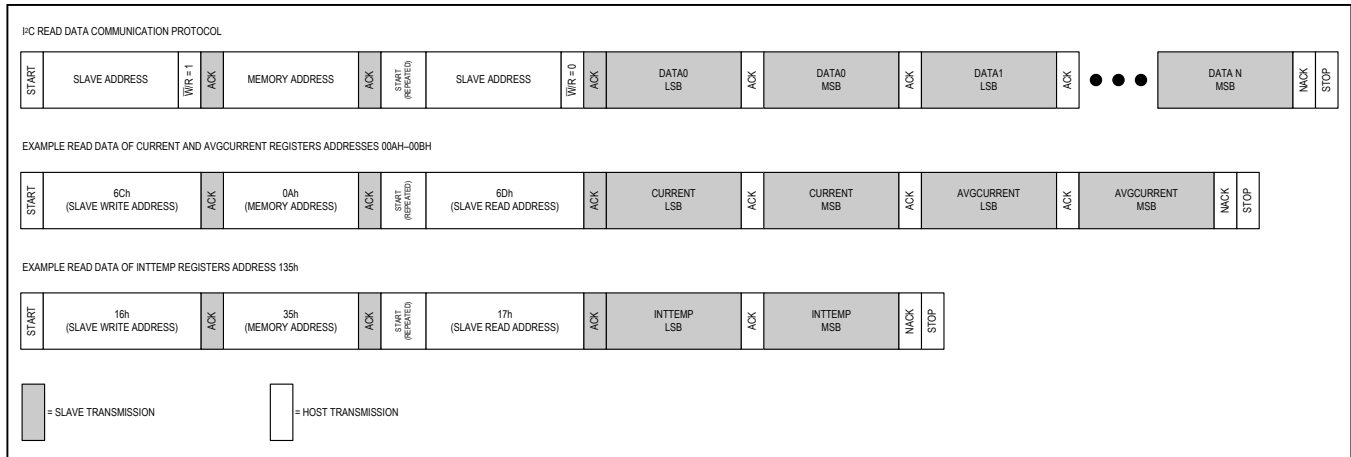 I²C READ DATA COMMUNICATION PROTOCOL
START
SLAVE ADDRESS
W̅/R = 1
ACK
MEMORY ADDRESS
ACK
START
(REPEATED)
SLAVE ADDRESS
W̅/R = 0
ACK
DATA0
LSB
ACK
DATA0
MSB
ACK
DATA1
LSB
ACK
●●●
DATA N
MSB
NACK
STOP
EXAMPLE READ DATA OF CURRENT AND AVGCURRENT REGISTERS ADDRESSES 00AH–00BH
START
6Ch
(SLAVE WRITE ADDRESS)
ACK
0Ah
(MEMORY ADDRESS)
ACK
START
(REPEATED)
6Dh
(SLAVE READ ADDRESS)
ACK
CURRENT
LSB
ACK
CURRENT
MSB
ACK
AVGCURRENT
LSB
ACK
AVGCURRENT
MSB
NACK
STOP
EXAMPLE READ DATA OF INTTEMP REGISTERS ADDRESS 135h
START
16h
(SLAVE WRITE ADDRESS)
ACK
35h
(MEMORY ADDRESS)
ACK
START
(REPEATED)
17h
(SLAVE READ ADDRESS)
ACK
INTTEMP
LSB
ACK
INTTEMP
MSB
NACK
STOP
= SLAVE TRANSMISSION
= HOST TRANSMISSION